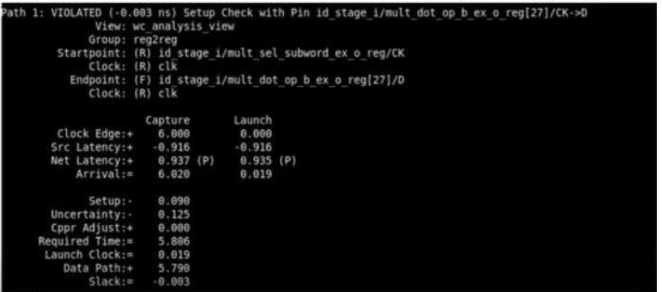 Path 1: VIOLATED (-0.003 ns) Setup Check with Pin id_stage_i/mult_dot_op_b_ex_o_reg[27]/CK->D
View: wc_analysis_view
Group: reg2reg
Startpoint: (R) id_stage_i/mult_sel_subword_ex_o_reg/CK
Clock: (R) clk
Endpoint: (F) id_stage_i/mult_dot_op_b_ex_o_reg[27]/D
Clock: (R) clk
Capture Launch
Clock Edge:+ 6.000 0.000
Src Latency:+ -0.916 -0.916
Net Latency:+ 0.937 (P) 0.935 (P)
Arrival:= 6.020 0.019
Setup:- 0.090
Uncertainty:- 0.125
Cppr Adjust:+ 0.000
Required Time:= 5.806
Launch Clock:= 0.019
Data Path:+ 5.790
Slack:= -0.003